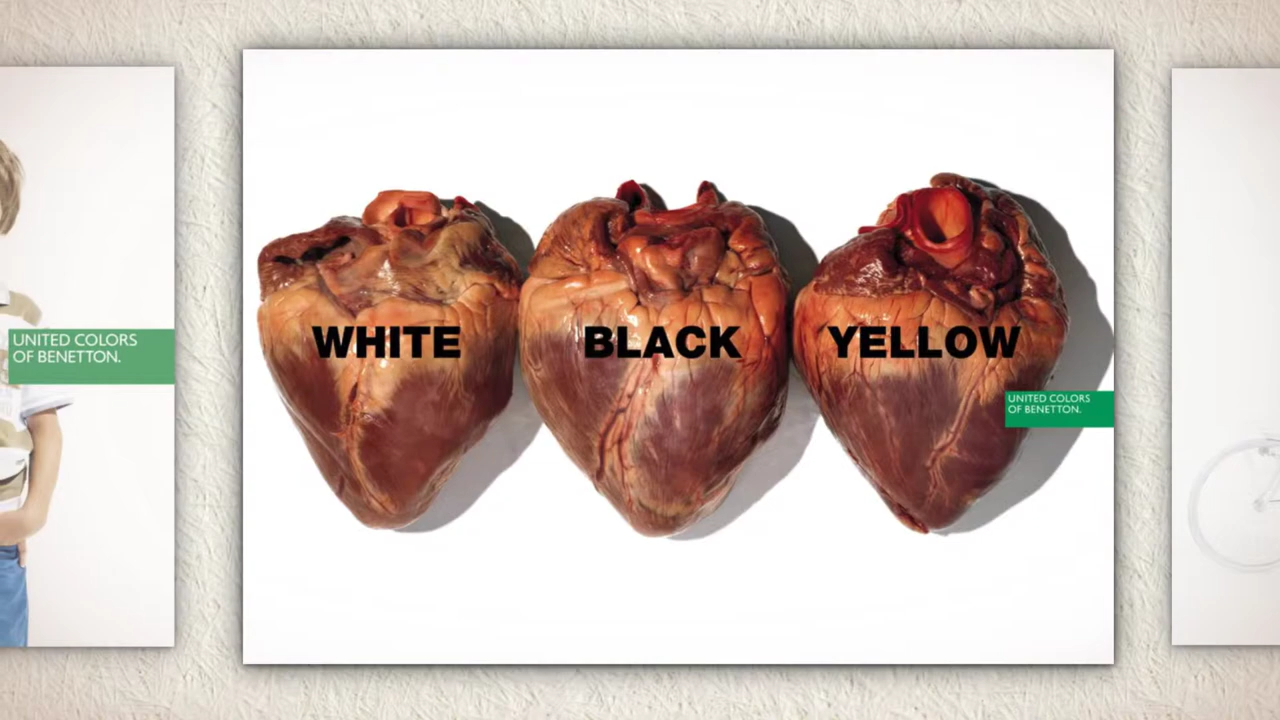 UNITED COLORS
OF BENETTON.
WHITE
BLACK
YELLOW
UNITED COLORS
OF BENETTON.